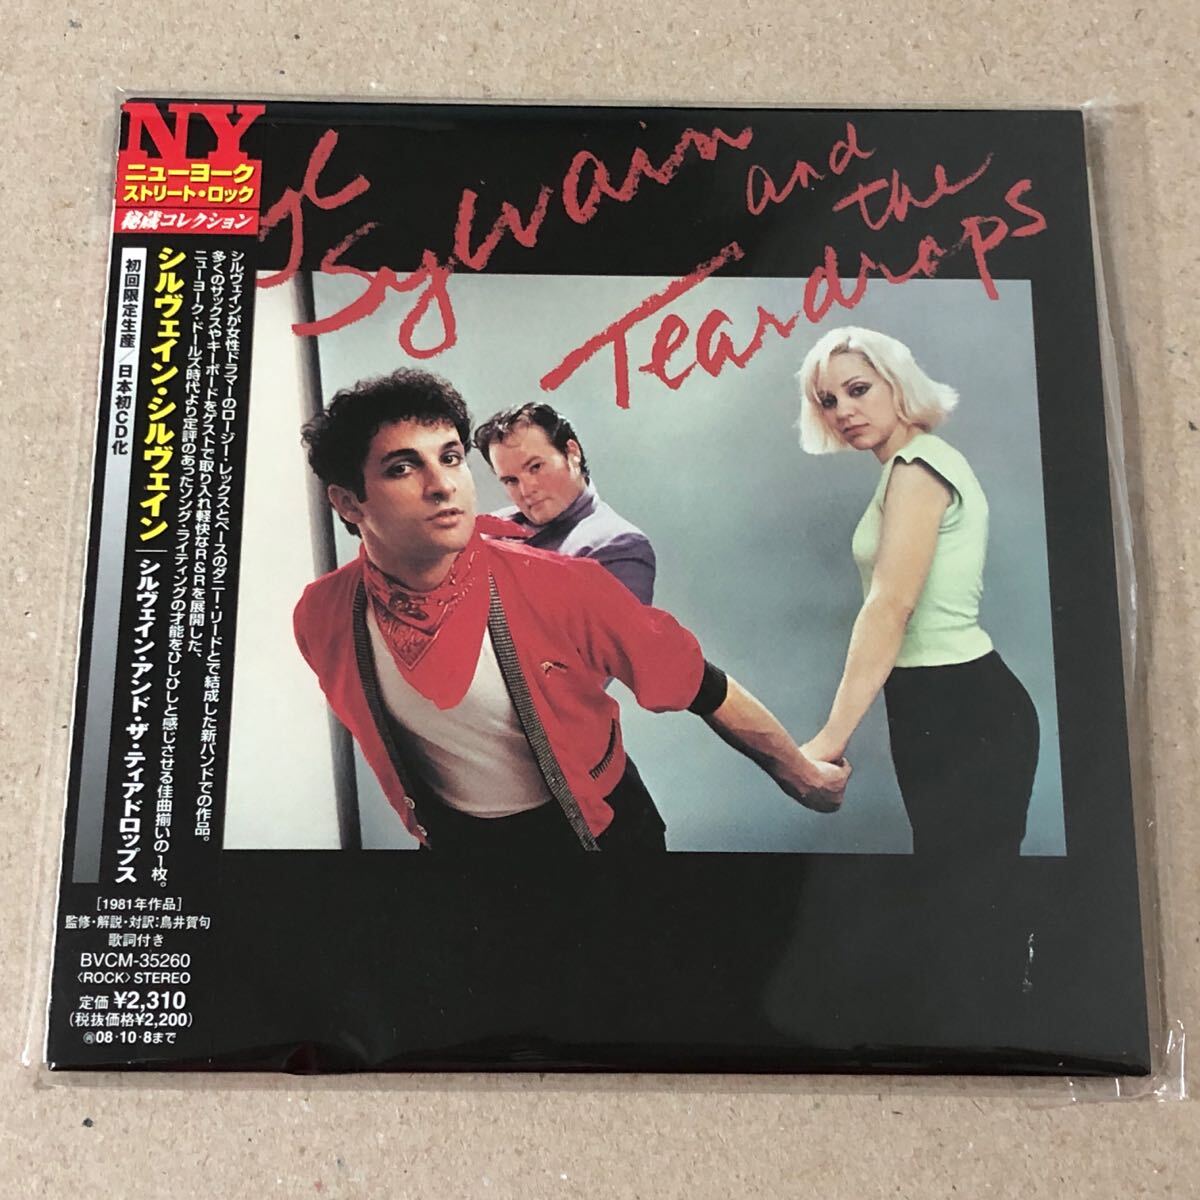 NY
ニューヨーク
ストリート・ロック
秘蔵コレクション
Syl Sylvain
and
the
Teardrops
シルヴェインが女性ドラマーのロージー・レックスとベースのダニー・リードとで結成した新バンドでの作品。
多くのサックスやキーボードをゲストで取り入れ軽快なR&Rを展開した、
ニューヨーク・ドールズ時代より定評のあったソング・ライティングの才能をひしひしと感じさせる佳曲揃いの1枚。
シルヴェイン・シルヴェイン
シルヴェイン・アンド・ザ・ティアドロップス
初回限定生産/日本初CD化
[1981年作品]
監修・解説・対訳:鳥井賀句
歌詞付き
BVCM-35260
〈ROCK〉STEREO
定価 ¥2,310
(税抜価格¥2,200)
㋄08・10・8まで